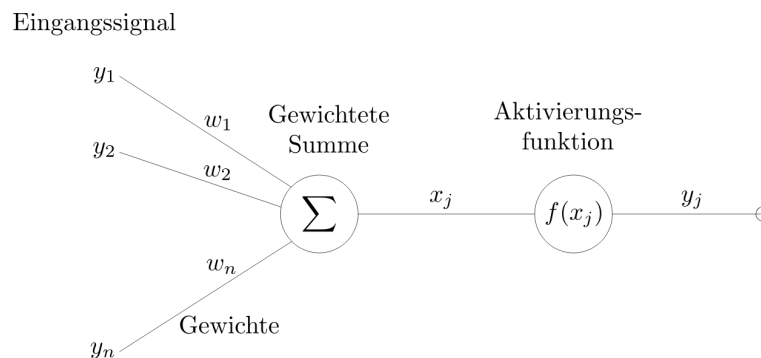 Eingangssignal
y₁
w₁
y₂
w₂
Gewichtete
Summe
∑
Aktivierungs-
funktion
xⱼ
f(xⱼ)
yⱼ
wₙ
Gewichte
yₙ